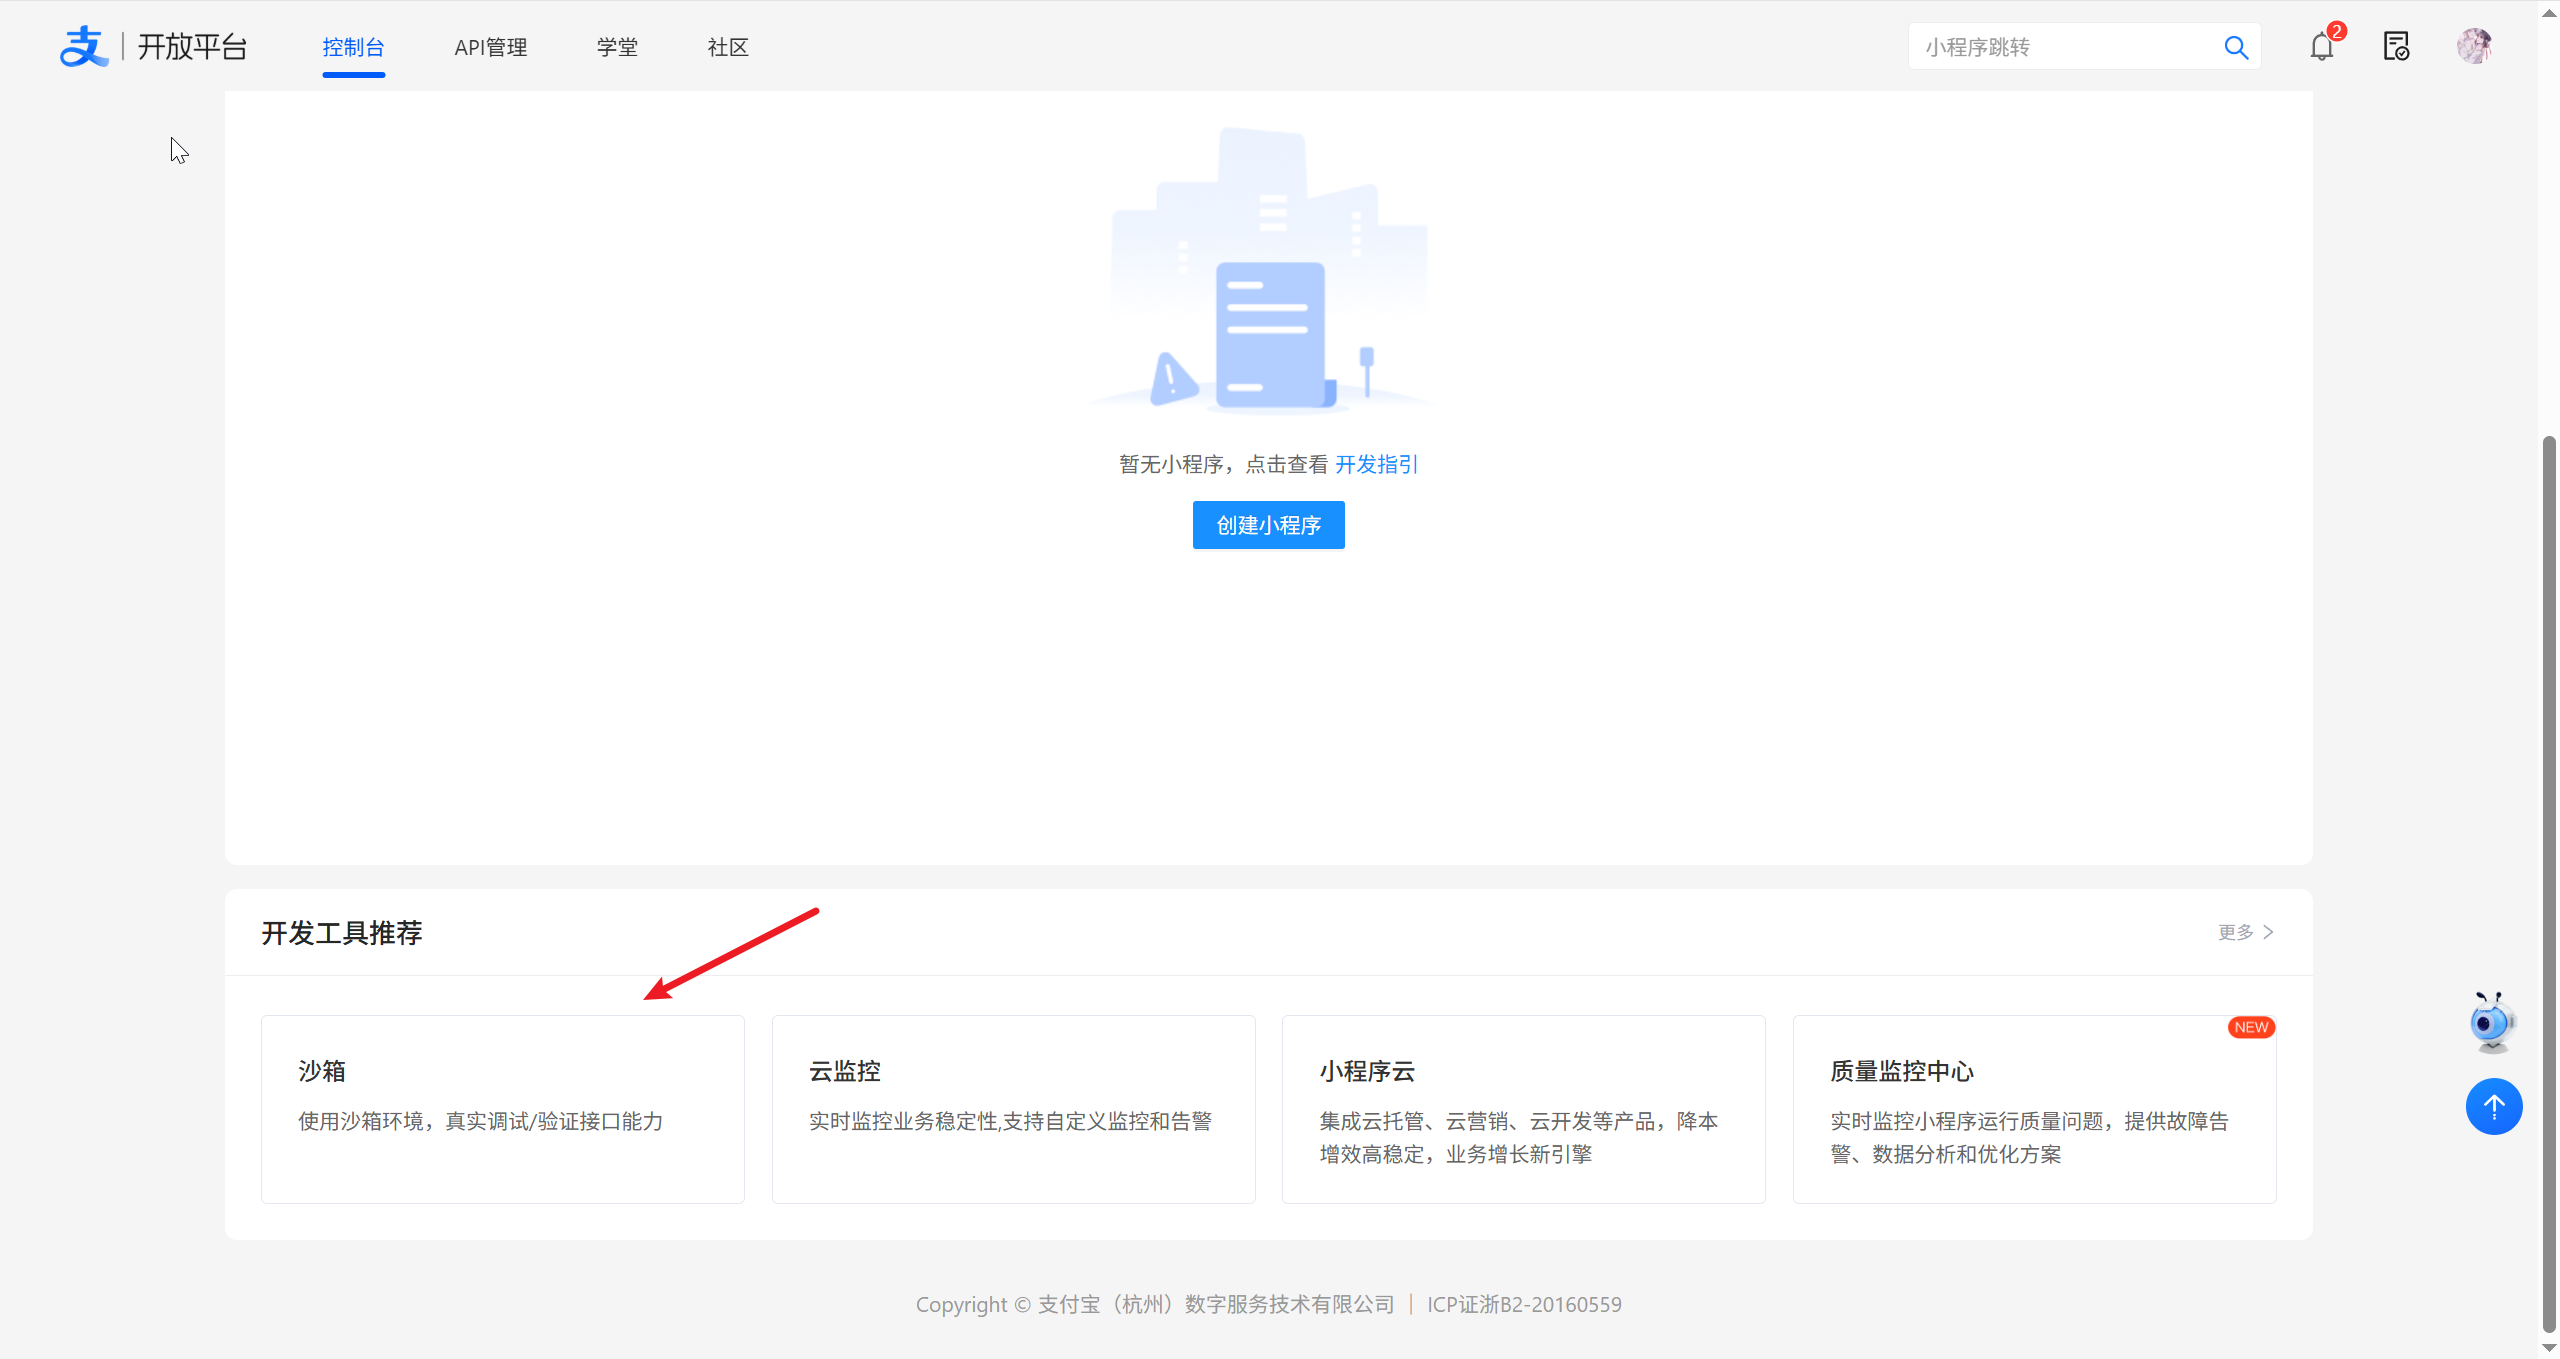 支 | 开放平台 控制台 API管理 学堂 社区 小程序跳转 2
暂无小程序，点击查看 开发指引
创建小程序
开发工具推荐 更多
NEW
沙箱
使用沙箱环境，真实调试/验证接口能力
云监控
实时监控业务稳定性,支持自定义监控和告警
小程序云
集成云托管、云营销、云开发等产品，降本
增效高稳定，业务增长新引擎
质量监控中心
实时监控小程序运行质量问题，提供故障告
警、数据分析和优化方案
Copyright © 支付宝（杭州）数字服务技术有限公司 | ICP证浙B2-20160559